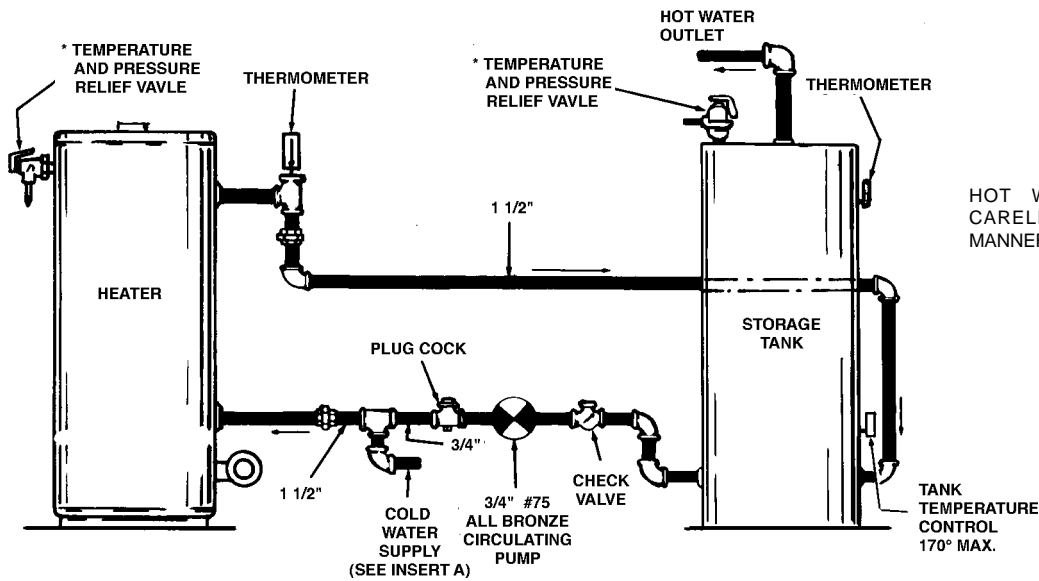 HOT WATER
OUTLET
* TEMPERATURE
AND PRESSURE
RELIEF VAVLE
THERMOMETER
* TEMPERATURE
AND PRESSURE
RELIEF VAVLE
THERMOMETER
HOT W
CARELI
MANNER
1 1/2"
HEATER
STORAGE
TANK
PLUG COCK
3/4"
1 1/2"
COLD
WATER
SUPPLY
(SEE INSERT A)
3/4" #75
ALL BRONZE
CIRCULATING
PUMP
CHECK
VALVE
TANK
TEMPERATURE
CONTROL
170° MAX.